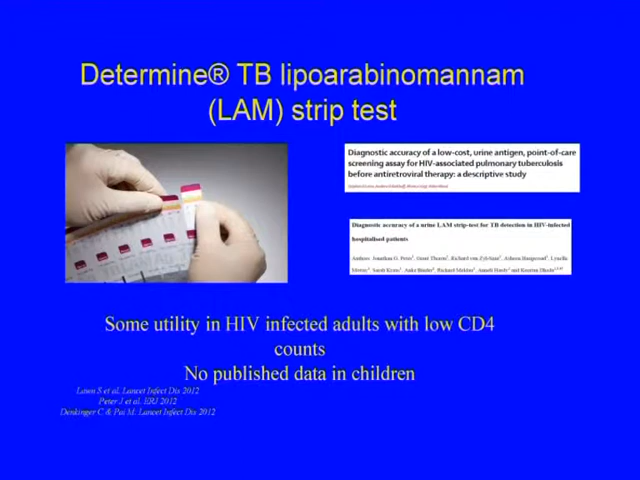 Determine® TB lipoarabinomannam
(LAM) strip test
Diagnostic accuracy of a low-cost, urine antigen, point-of-care
screening assay for HIV-associated pulmonary tuberculosis
before antiretroviral therapy: a descriptive study
Diagnostic accuracy of a urine LAM strip-test for TB detection in HIV-infected
hospitalised patients
Authors: Jonathan G. Peter
Some utility in HIV infected adults with low CD4
counts
No published data in children
Lawn S et al. Lancet Infect Dis 2012
Peter J et al. ERJ 2012
Denkinger C & Pai M: Lancet Infect Dis 2012